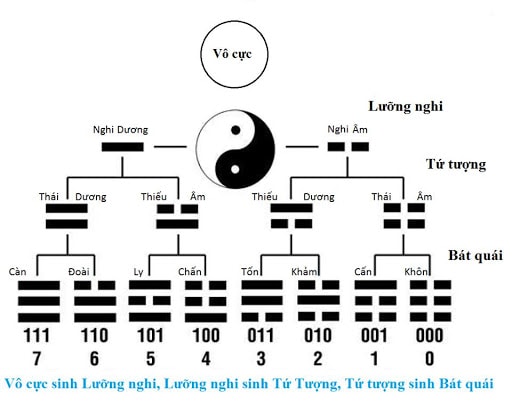 Vô cực
Lưỡng nghi
Nghi Dương
Nghi Âm
Tứ tượng
Thái Dương
Thiếu Âm
Thiếu Dương
Thái Âm
Bát quái
Càn
Đoài
Ly
Chấn
Tốn
Khảm
Cấn
Khôn
111 110 101 100 011 010 001 000
7 6 5 4 3 2 1 0
Vô cực sinh Lưỡng nghi, Lưỡng nghi sinh Tứ Tượng, Tứ tượng sinh Bát quái